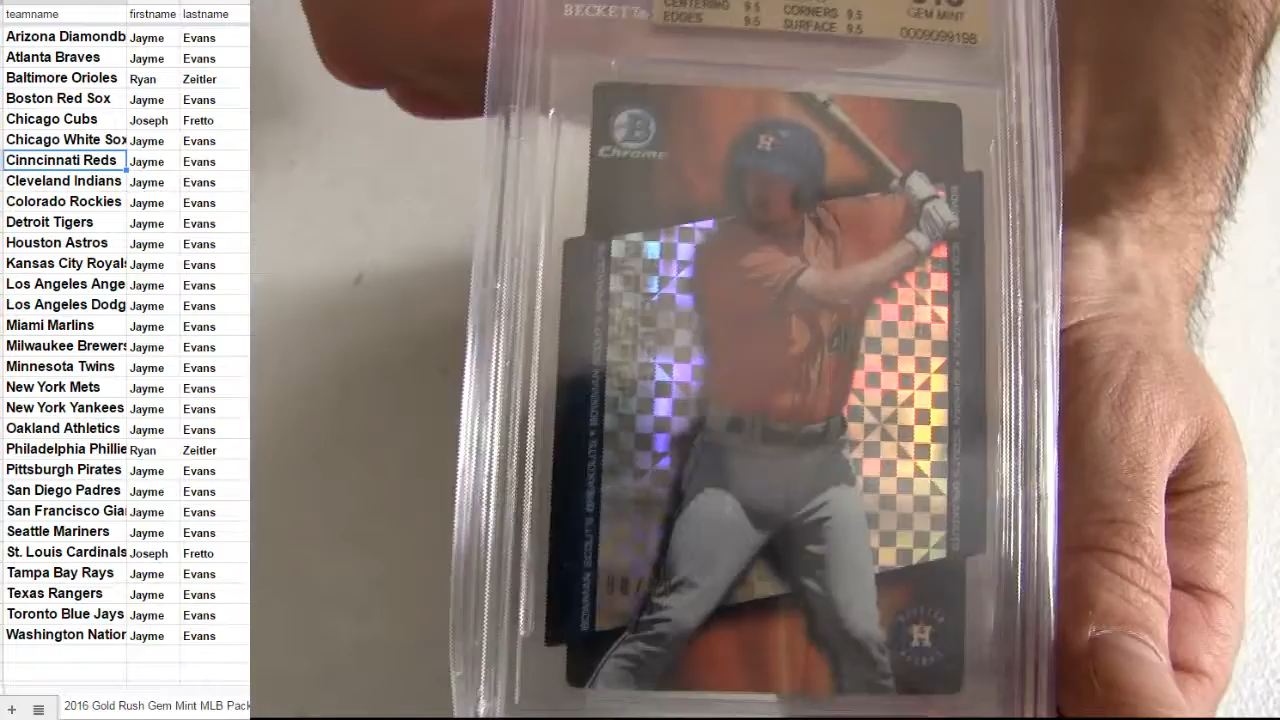 teamname firstname lastname
Arizona Diamondb Jayme Evans
Atlanta Braves Jayme Evans
Baltimore Orioles Ryan Zeitler
Boston Red Sox Jayme Evans
Chicago Cubs Joseph Fretto
Chicago White Sox Jayme Evans
Cinncinnati Reds Jayme Evans
Cleveland Indians Jayme Evans
Colorado Rockies Jayme Evans
Detroit Tigers Jayme Evans
Houston Astros Jayme Evans
Kansas City Royals Jayme Evans
Los Angeles Ange Jayme Evans
Los Angeles Dodg Jayme Evans
Miami Marlins Jayme Evans
Milwaukee Brewers Jayme Evans
Minnesota Twins Jayme Evans
New York Mets Jayme Evans
New York Yankees Jayme Evans
Oakland Athletics Jayme Evans
Philadelphia Phillie Ryan Zeitler
Pittsburgh Pirates Jayme Evans
San Diego Padres Jayme Evans
San Francisco Gia Jayme Evans
Seattle Mariners Jayme Evans
St. Louis Cardinals Joseph Fretto
Tampa Bay Rays Jayme Evans
Texas Rangers Jayme Evans
Toronto Blue Jays Jayme Evans
Washington Nation Jayme Evans
2016 Gold Rush Gem Mint MLB Pack
BECKETT
CENTERING 9.5 CORNERS 9.5
EDGES 9.5 SURFACE 9.5
GEM MINT
0009099198
B
Chrome
H
BOWMAN SCOUTS BREAKOUTS • BOWMAN SCOUTS BREAKOUTS
H